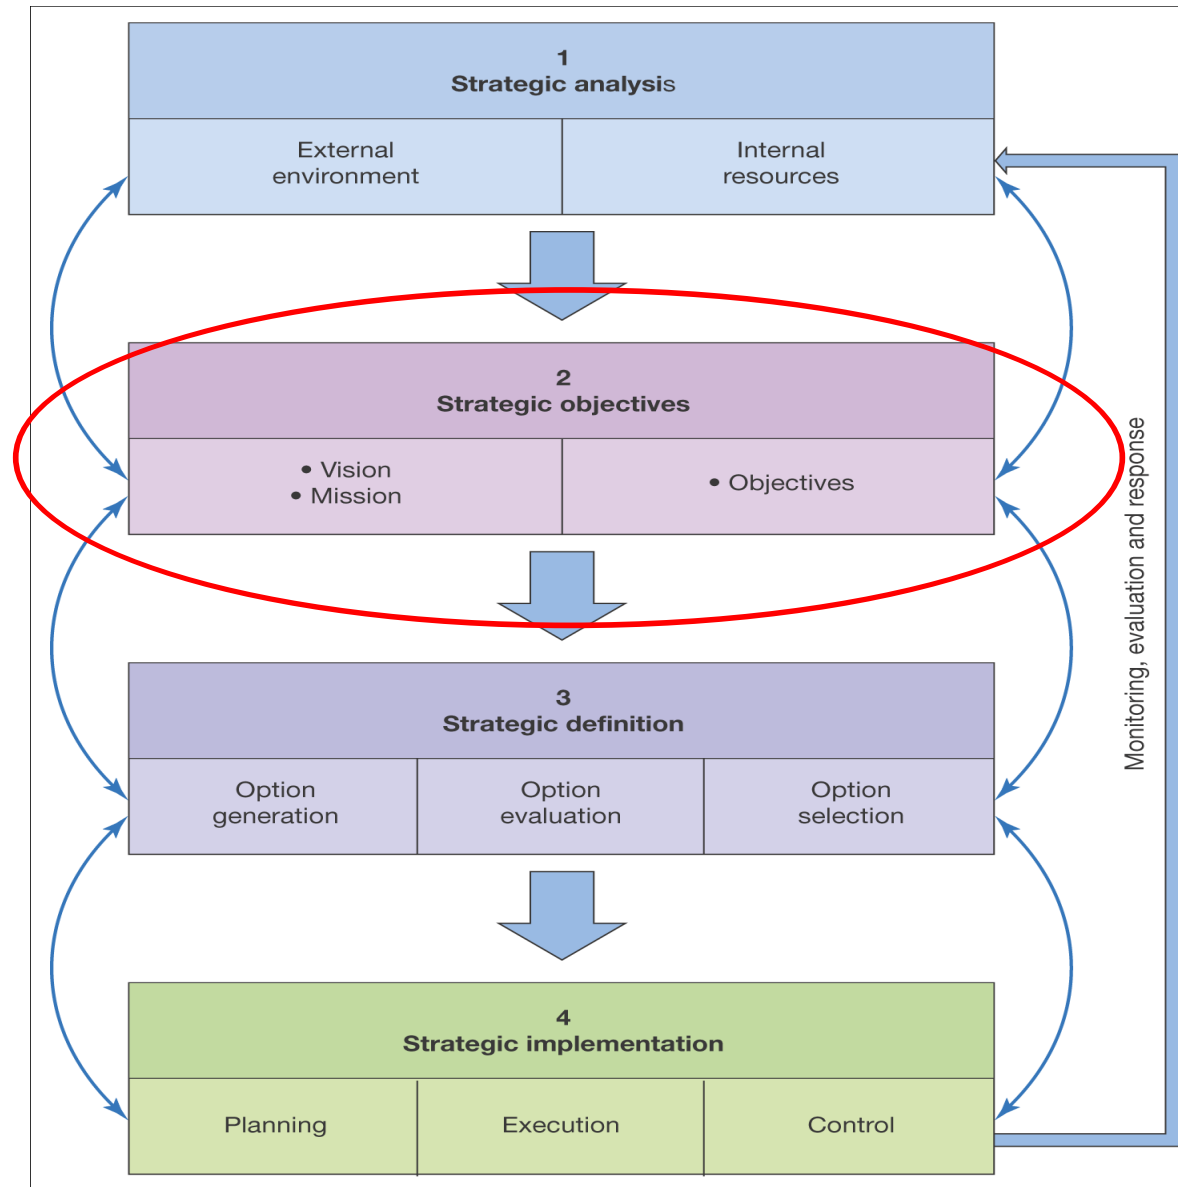 1
Strategic analysis
External
environment
Internal
resources
2
Strategic objectives
• Vision
• Mission
• Objectives
3
Strategic definition
Option
generation
Option
evaluation
Option
selection
4
Strategic implementation
Planning
Execution
Control
Monitoring, evaluation and response